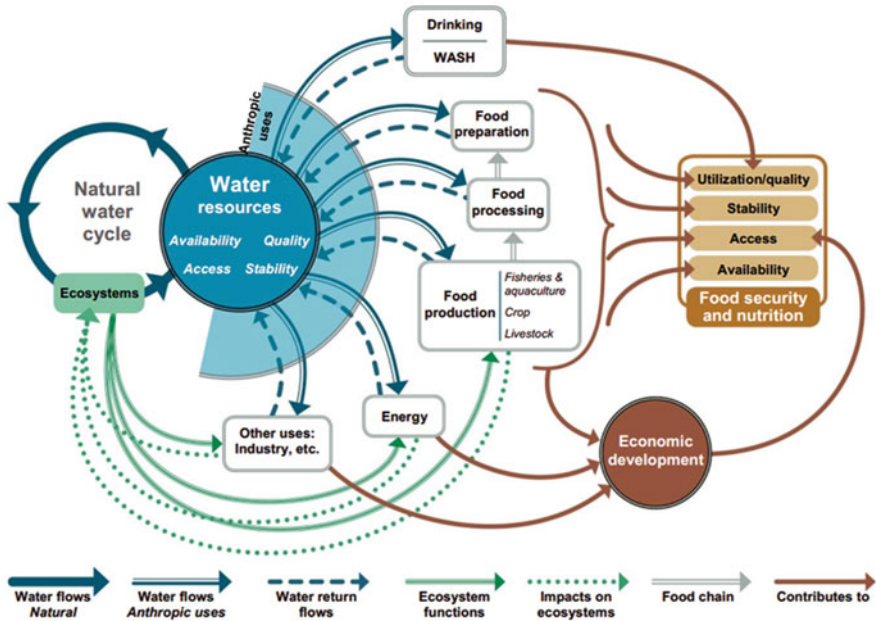 Drinking
WASH
Anthropic
uses
Food
preparation
Natural
water
cycle
Water
resources
Availability Quality
Access Stability
Food
processing
Utilization/quality
Stability
Access
Availability
Food security
and nutrition
Ecosystems
Food
production
Fisheries &
aquaculture
Crop
Livestock
Other uses:
Industry, etc.
Energy
Economic
development
Water flows
Natural
Water flows
Anthropic uses
Water return
flows
Ecosystem
functions
Impacts on
ecosystems
Food chain
Contributes to